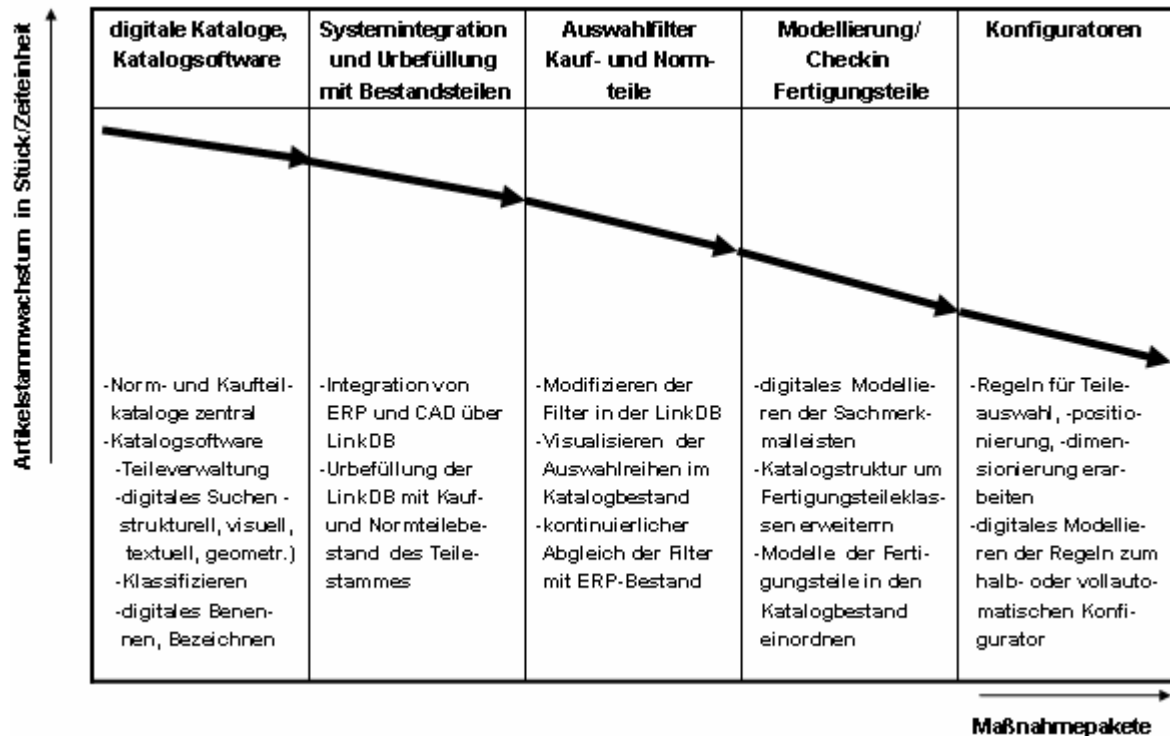 Artikelstammwachstum in Stück/Zeiteinheit
digitale Kataloge,
Katalogsoftware
Systemintegration
und Urbefüllung
mit Bestandsteilen
Auswahlfilter
Kauf- und Norm-
teile
Modellierung/
Checkin
Fertigungsteile
Konfiguratoren
-Norm- und Kaufteil-
kataloge zentral
-Katalogsoftware
-Teileverwaltung
-digitales Suchen -
strukturell, visuell,
textuell, geometr.)
-Klassifizieren
-digitales Benen-
nen, Bezeichnen
-Integration von
ERP und CAD über
LinkDB
-Urbefüllung der
LinkDB mit Kauf-
und Normteilebe-
stand des Teile-
stammes
-Modifizieren der
Filter in der LinkDB
-Visualisieren der
Auswahlreihen im
Katalogbestand
-kontinuierlicher
Abgleich der Filter
mit ERP-Bestand
-digitales Modellie-
ren der Sachmerk-
malleisten
-Katalogstruktur um
Fertigungsteileklas-
sen erweiterrn
-Modelle der Ferti-
gungsteile in den
Katalogbestand
einordnen
-Regeln für Teile-
auswahl, -positio-
nierung, -dimen-
sionierung erar-
beiten
-digitales Modellie-
ren der Regeln zum
halb- oder vollauto-
matischen Konfi-
gurator
Maßnahmepakete